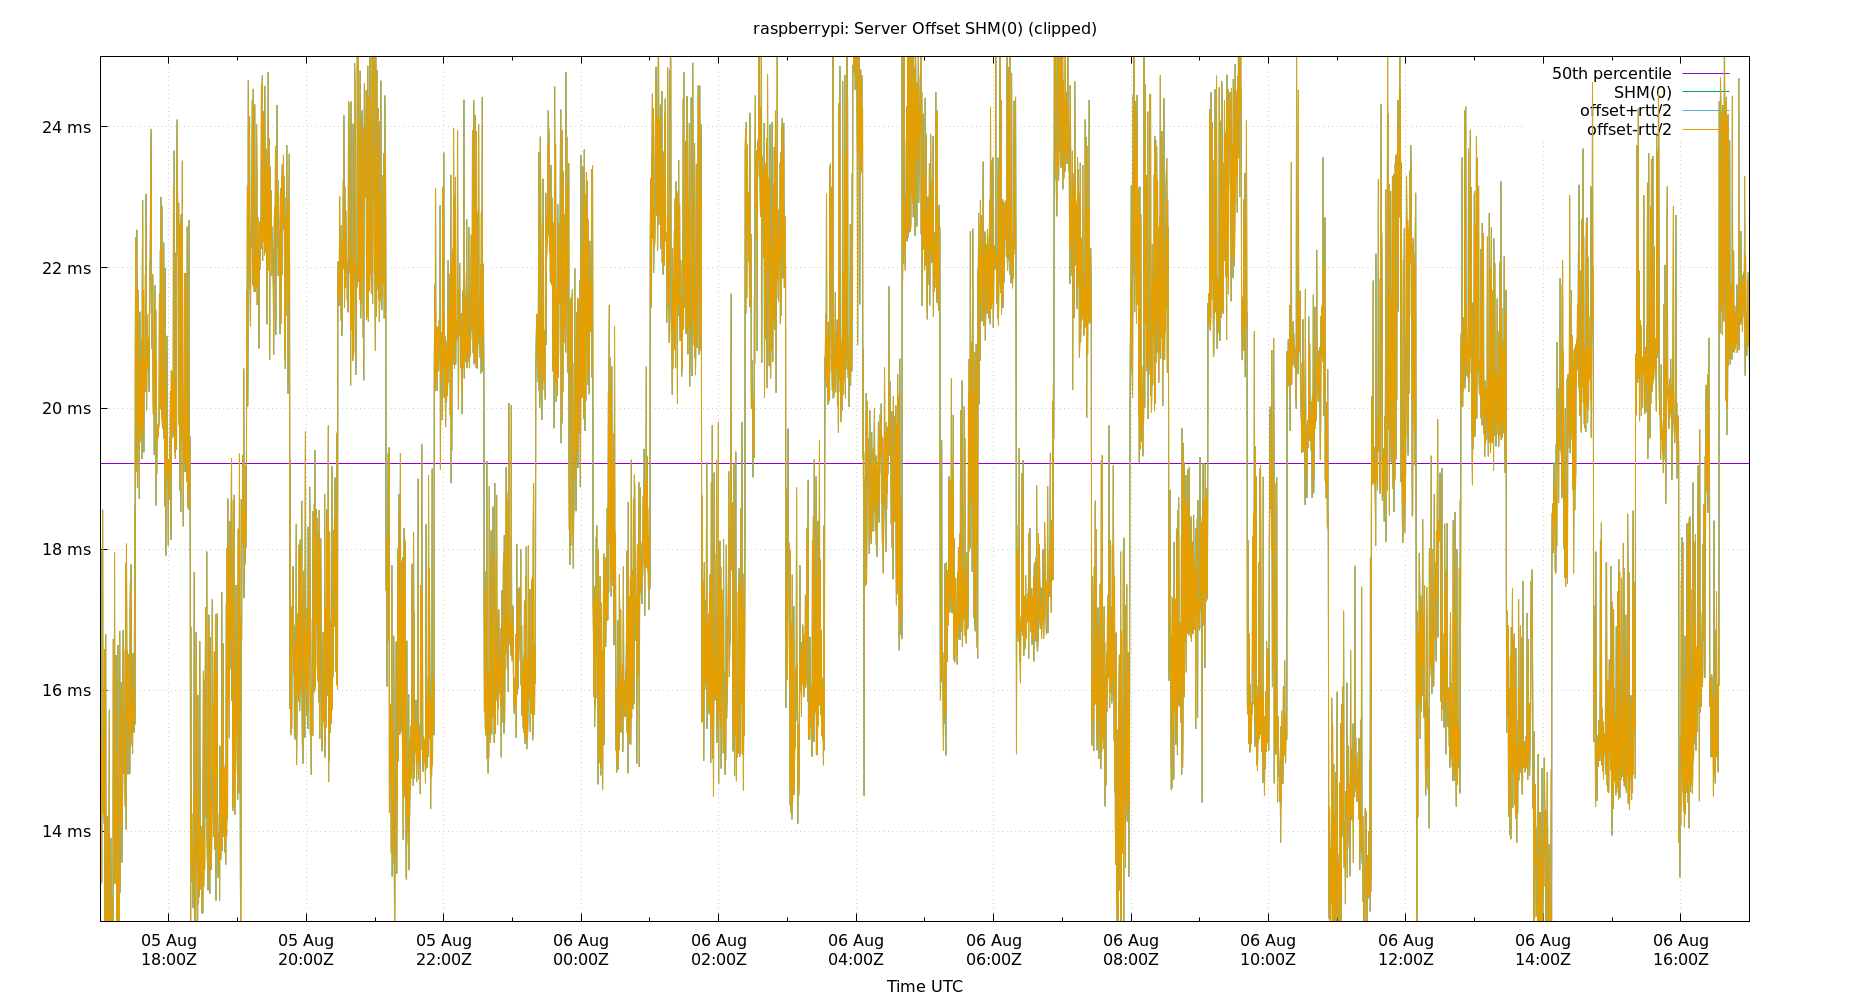 raspberrypi: Server Offset SHM(0) (clipped)
50th percentile
SHM(0)
offset+rtt/2
offset-rtt/2
24 ms
22 ms
20 ms
18 ms
16 ms
14 ms
05 Aug 05 Aug 05 Aug 06 Aug 06 Aug 06 Aug 06 Aug 06 Aug 06 Aug 06 Aug 06 Aug 06 Aug
18:00Z 20:00Z 22:00Z 00:00Z 02:00Z 04:00Z 06:00Z 08:00Z 10:00Z 12:00Z 14:00Z 16:00Z
Time UTC